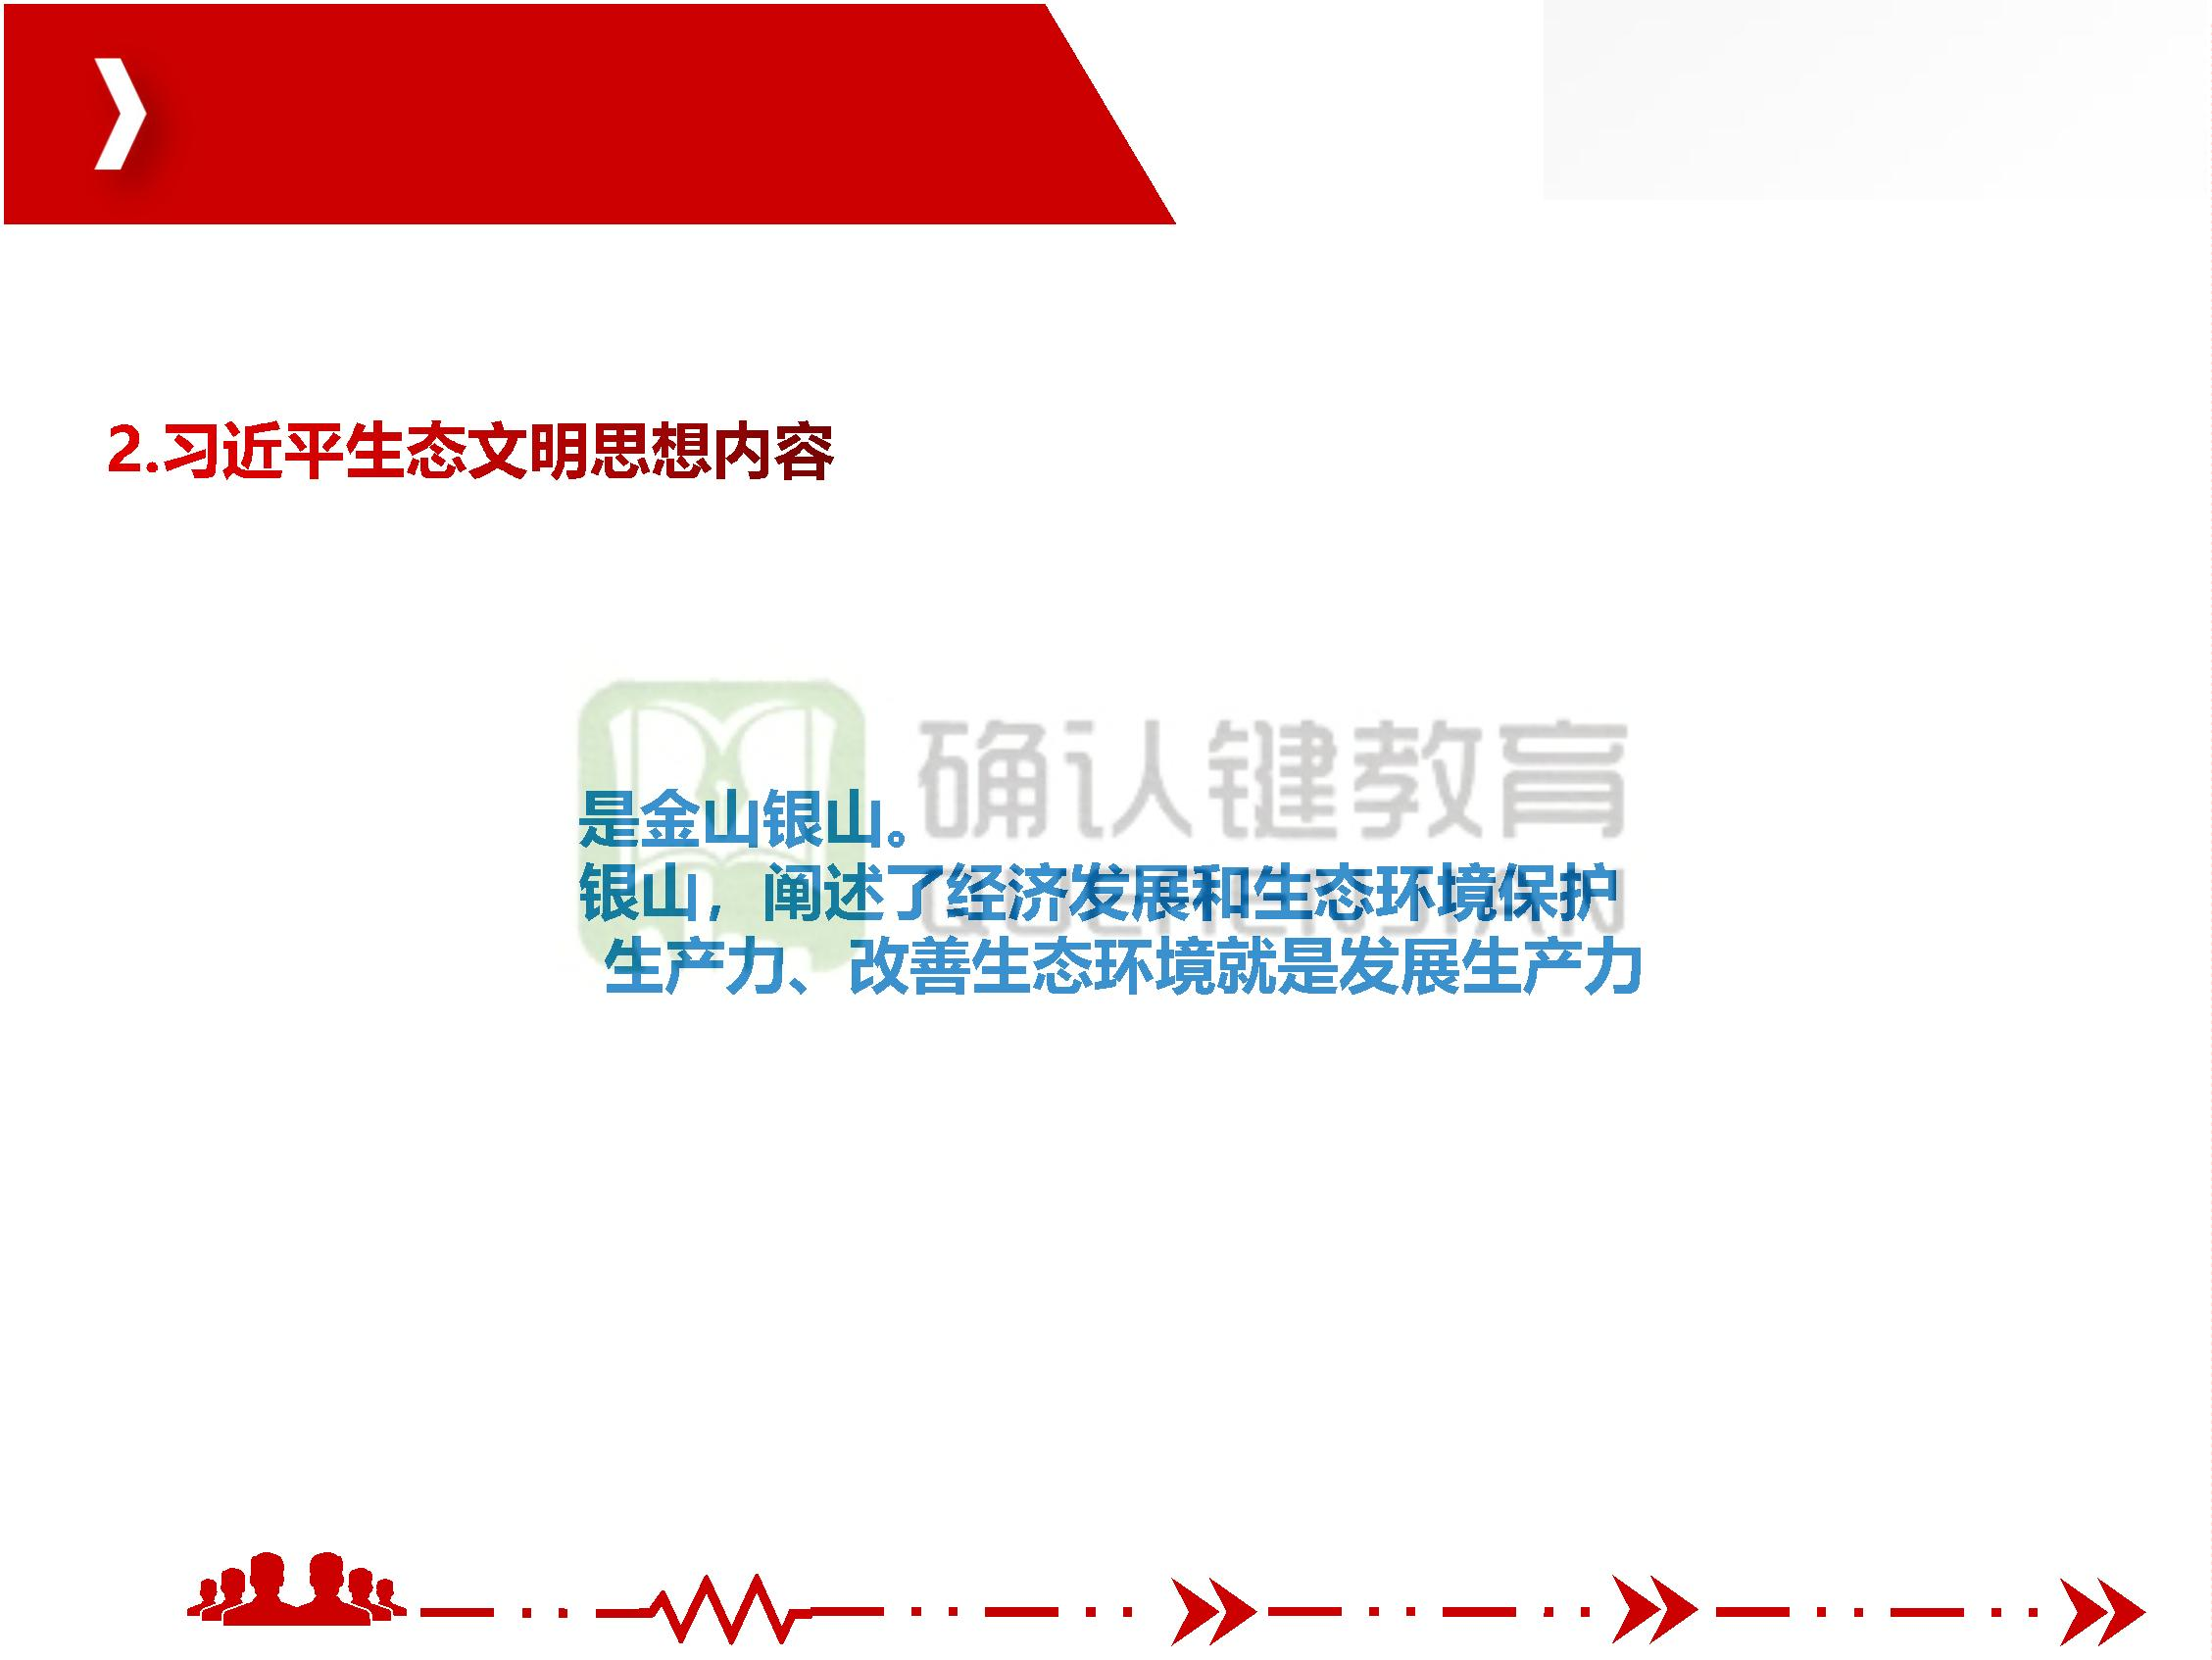 2.习近平生态文明思想内容
确认键教育
是金山银山。
QUERENJIAN
银山，阐述了经济发展和生态环境保护
生产力、改善生态环境就是发展生产力